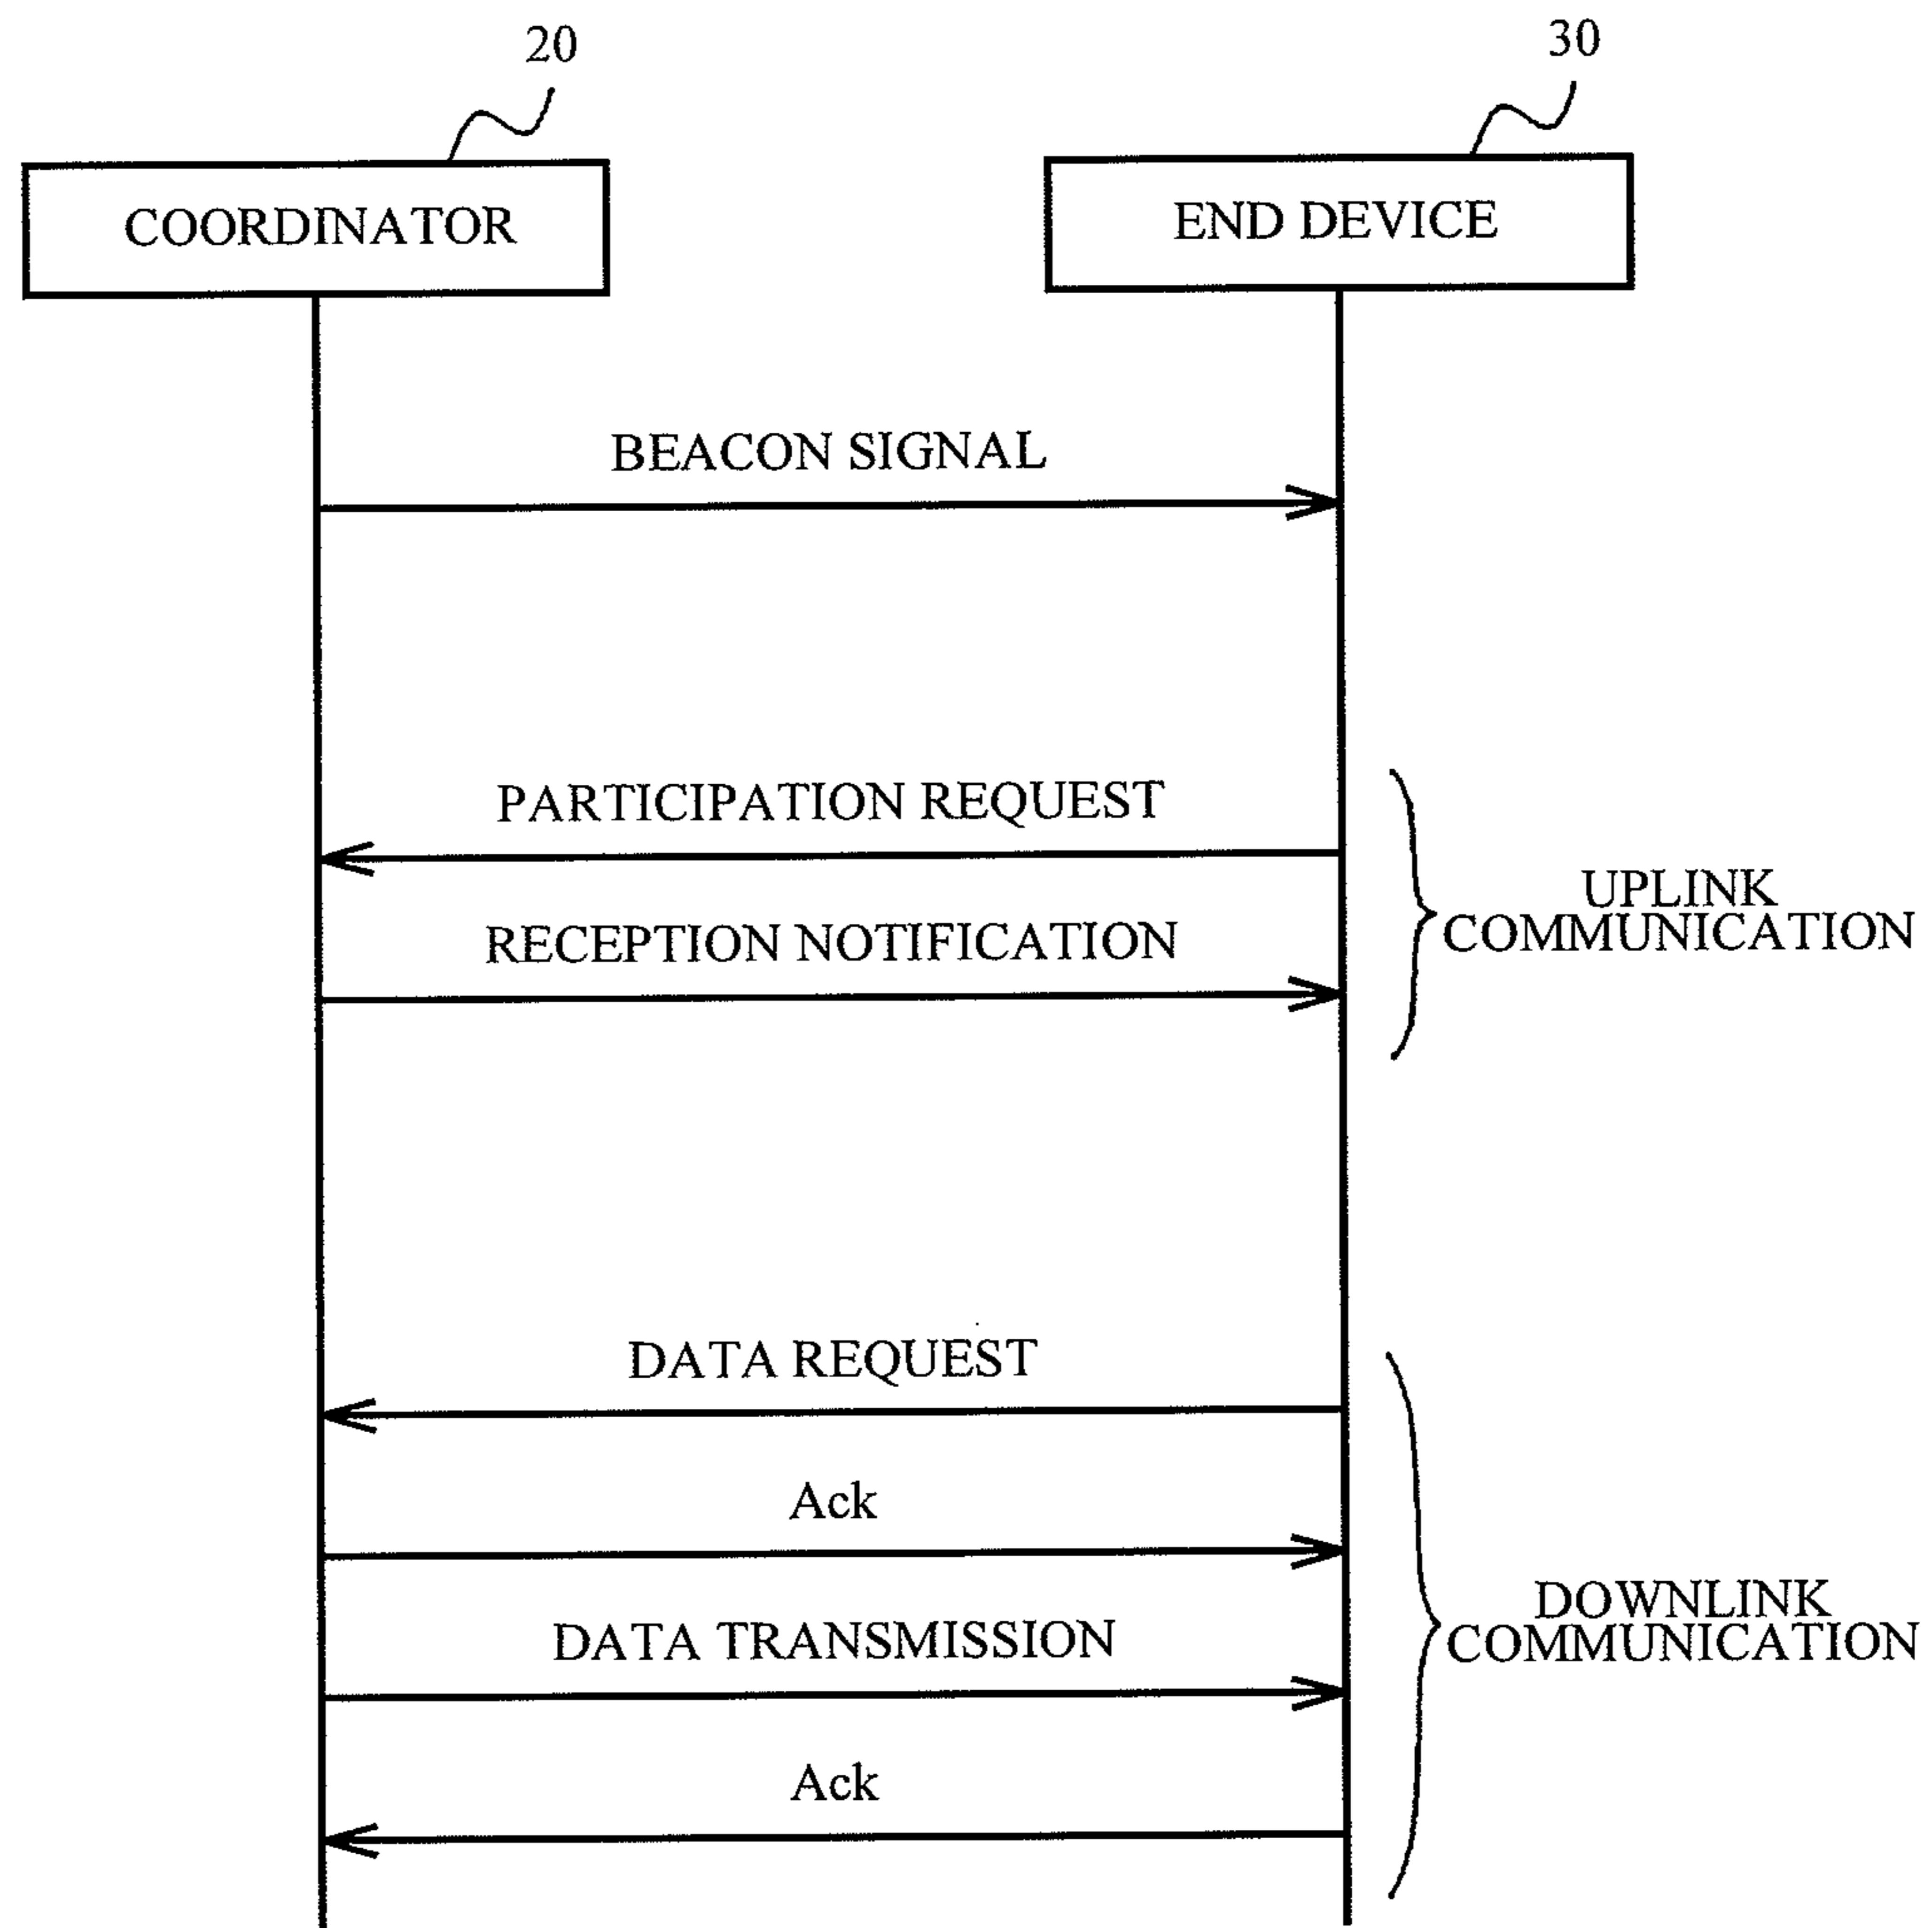 20
30
COORDINATOR
END DEVICE
BEACON SIGNAL
PARTICIPATION REQUEST
UPLINK
COMMUNICATION
RECEPTION NOTIFICATION
DATA REQUEST
Ack
DATA TRANSMISSION
DOWNLINK
COMMUNICATION
Ack